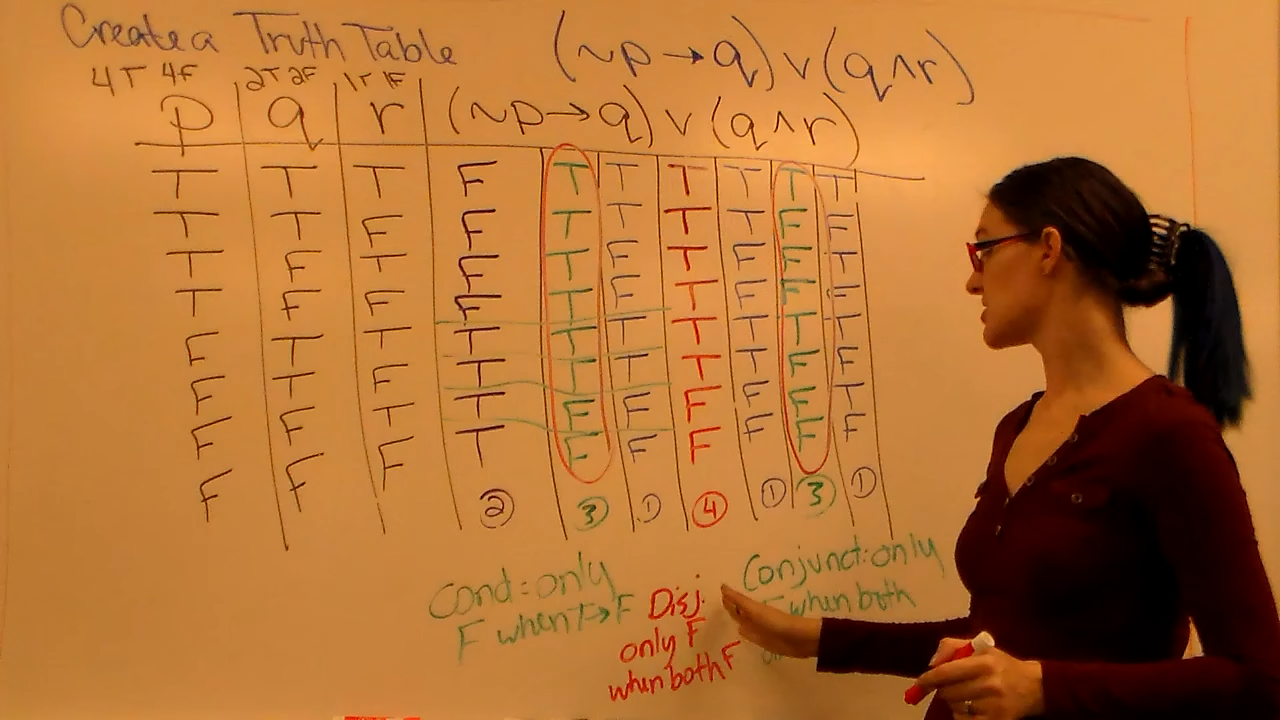 Create a Truth Table (~p→q)∨(q∧r)
4T 4F 2T 2F 1T 1F
p q r (~p→q)∨(q∧r)
T T T F T T T T T T
T T F F T T T T F F
T F T F T F T F F T
T F F F T F T F F F
F T T T T T T T T T
F T F T T T T T F F
F F T T F F F F F T
F F F T F F F F F F
② ③ ① ④ ① ③ ①
Cond: only
F when T→F
Disj.
only F
when both F
Conjunct: only
when both